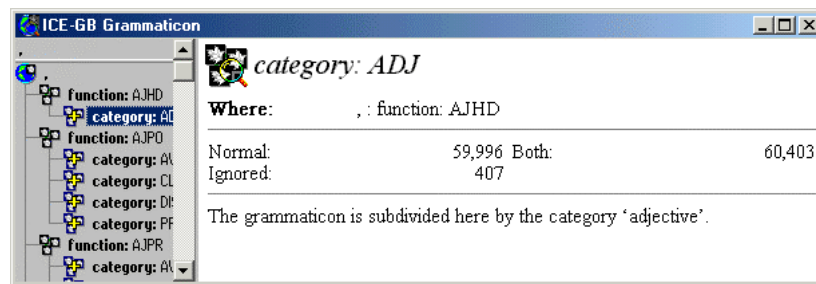 ICE-GB Grammaticon
,
,
function: AJHD
category: AD
function: AJPO
category: AV
category: CL
category: DIS
category: PF
function: AJPR
category: AV
category: ADJ
Where: , : function: AJHD
Normal: 59,996 Both: 60,403
Ignored: 407
The grammaticon is subdivided here by the category ‘adjective’.